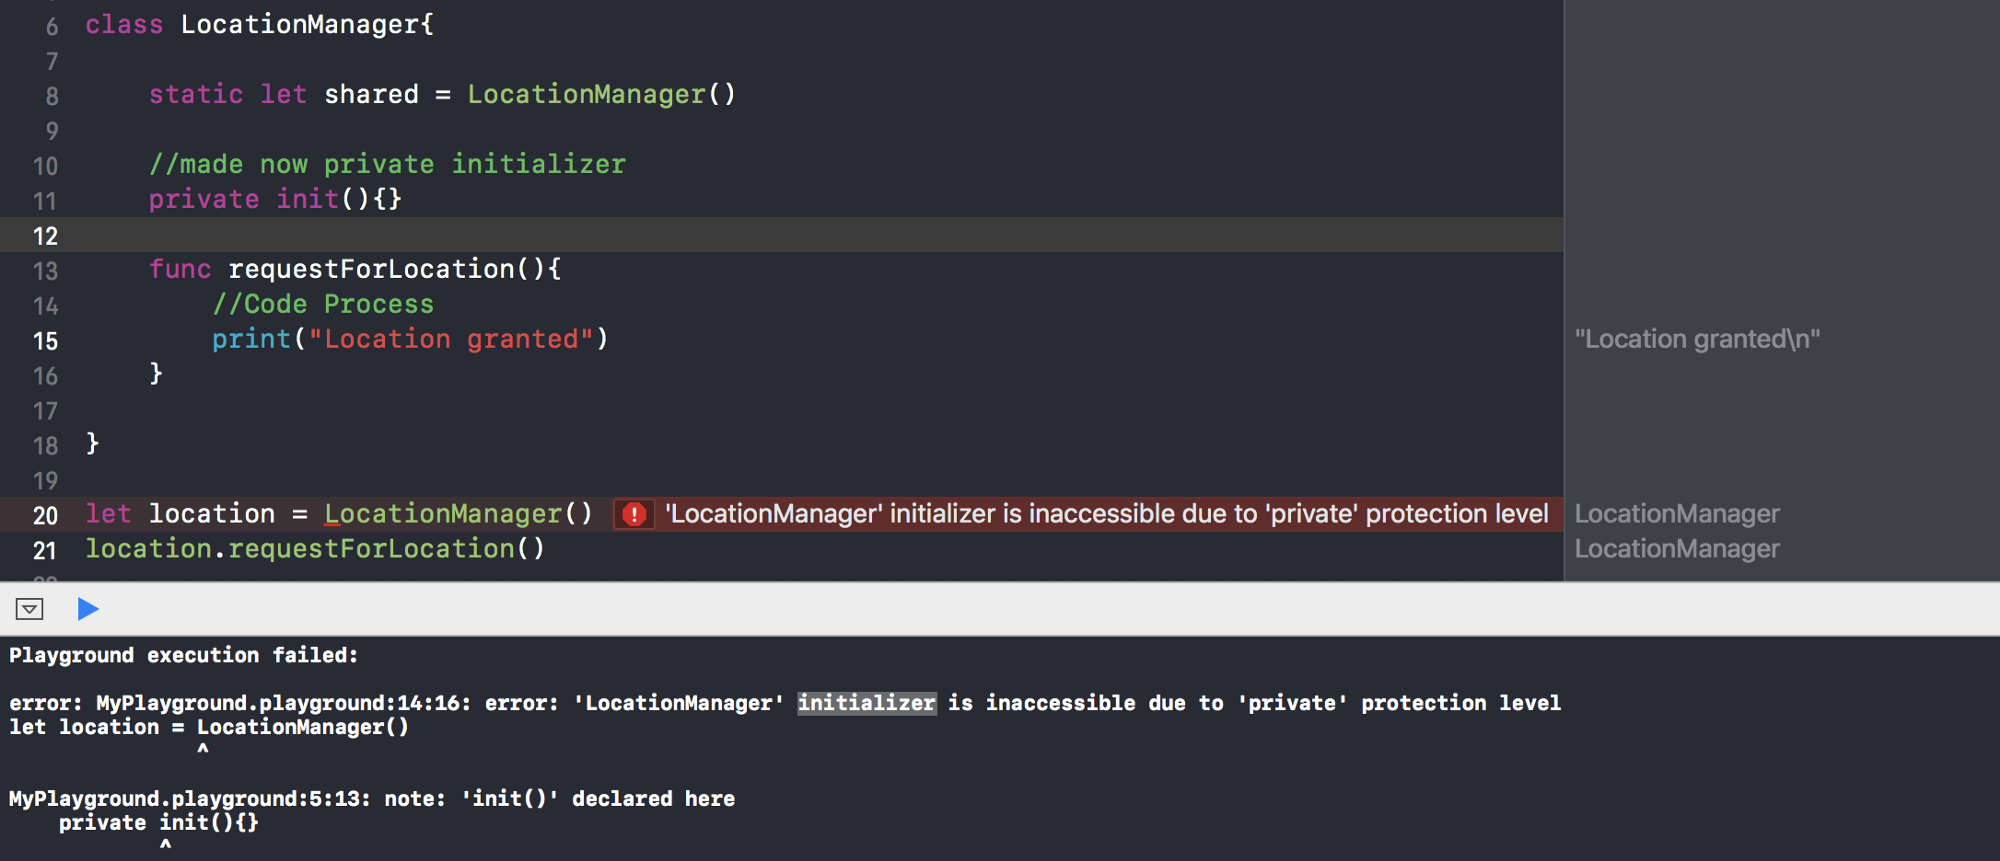 6 class LocationManager{
7
8 static let shared = LocationManager()
9
10 //made now private initializer
11 private init(){}
12
13 func requestForLocation(){
14 //Code Process
15 print("Location granted") "Location granted\n"
16 }
17
18 }
19
20 let location = LocationManager() 'LocationManager' initializer is inaccessible due to 'private' protection level LocationManager
21 location.requestForLocation() LocationManager
Playground execution failed:
error: MyPlayground.playground:14:16: error: 'LocationManager' initializer is inaccessible due to 'private' protection level
let location = LocationManager()
^
MyPlayground.playground:5:13: note: 'init()' declared here
private init(){}
^